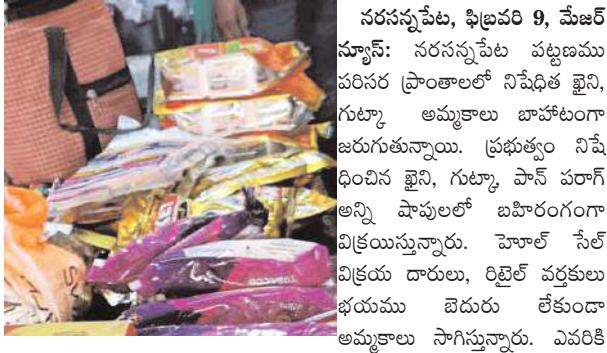 నరసన్నపేట, ఫిబ్రవరి 9, మేజర్
న్యూస్: నరసన్నపేట పట్టణము
పరిసర ప్రాంతాలలో నిషేధిత ఖైని,
గుట్కా అమ్మకాలు బాహాటంగా
జరుగుతున్నాయి. ప్రభుత్వం నిషే
ధించిన ఖైని, గుట్కా, పాన్ పరాగ్
అన్ని షాపులలో బహిరంగంగా
విక్రయిస్తున్నారు. హెూల్ సేల్
విక్రయ దారులు, రిటైల్ వర్తకులు
భయము బెదురు లేకుండా
అమ్మకాలు సాగిస్తున్నారు. ఎవరికి